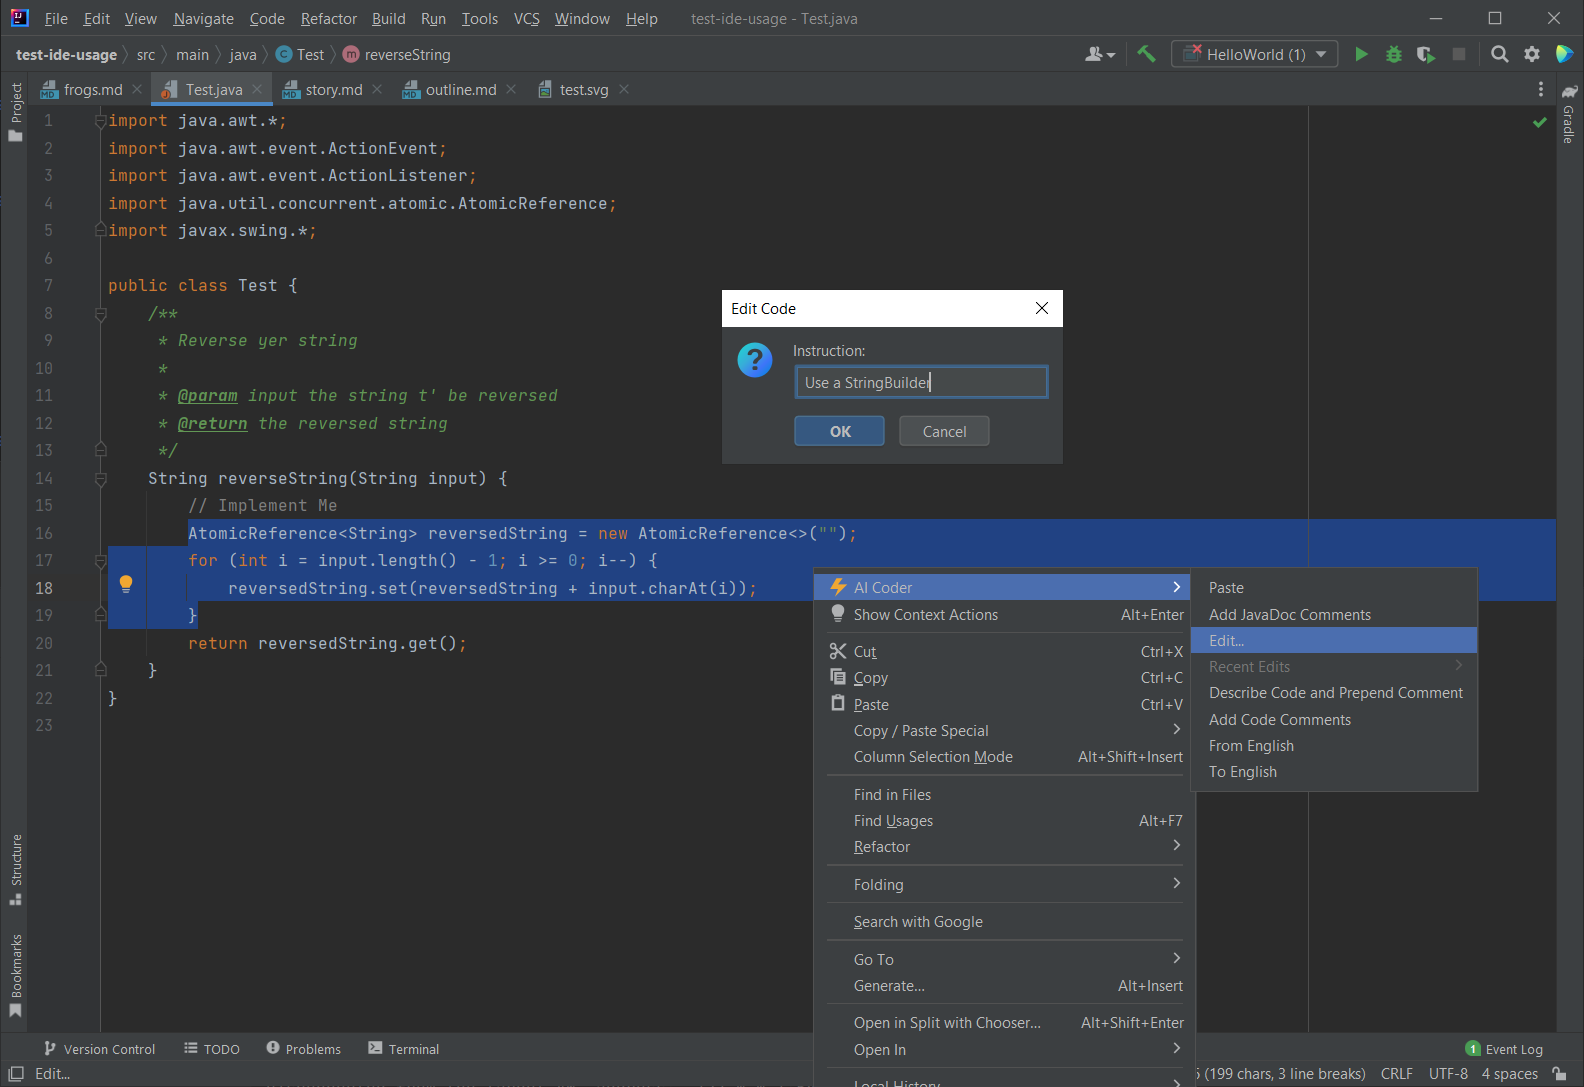 File Edit View Navigate Code Refactor Build Run Tools VCS Window Help test-ide-usage - Test.java
test-ide-usage src main java C Test m reverseString HelloWorld (1)
frogs.md Test.java story.md outline.md test.svg
Project
Gradle
1 import java.awt.*;
2 import java.awt.event.ActionEvent;
3 import java.awt.event.ActionListener;
4 import java.util.concurrent.atomic.AtomicReference;
5 import javax.swing.*;
6
7 public class Test {
8 /**
9 * Reverse yer string
10 *
11 * @param input the string t' be reversed
12 * @return the reversed string
13 */
14 String reverseString(String input) {
15 // Implement Me
16 AtomicReference<String> reversedString = new AtomicReference<>("");
17 for (int i = input.length() - 1; i >= 0; i--) {
18 reversedString.set(reversedString + input.charAt(i));
19 }
20 return reversedString.get();
21 }
22 }
23
Edit Code
Instruction:
Use a StringBuilder
OK Cancel
AI Coder
Show Context Actions Alt+Enter
Cut Ctrl+X
Copy Ctrl+C
Paste Ctrl+V
Copy / Paste Special
Column Selection Mode Alt+Shift+Insert
Find in Files
Find Usages Alt+F7
Refactor
Folding
Search with Google
Go To
Generate... Alt+Insert
Open in Split with Chooser... Alt+Shift+Enter
Open In
Local History
Paste
Add JavaDoc Comments
Edit...
Recent Edits
Describe Code and Prepend Comment
Add Code Comments
From English
To English
Structure
Bookmarks
Version Control TODO Problems Terminal 1 Event Log
Edit... (199 chars, 3 line breaks) CRLF UTF-8 4 spaces